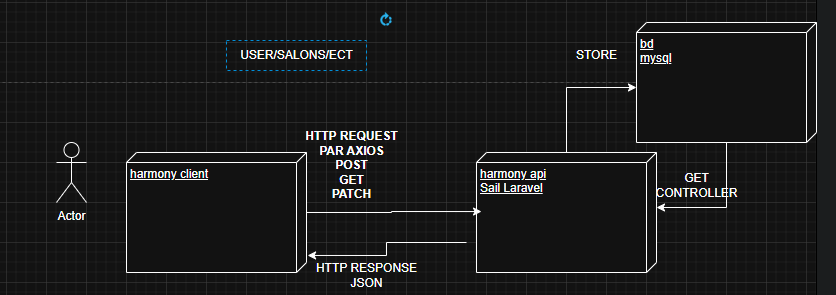 USER/SALONS/ECT
STORE
bd
mysql
HTTP REQUEST
PAR AXIOS
POST
GET
PATCH
harmony client
harmony api
Sail Laravel
GET
CONTROLLER
Actor
HTTP RESPONSE
JSON